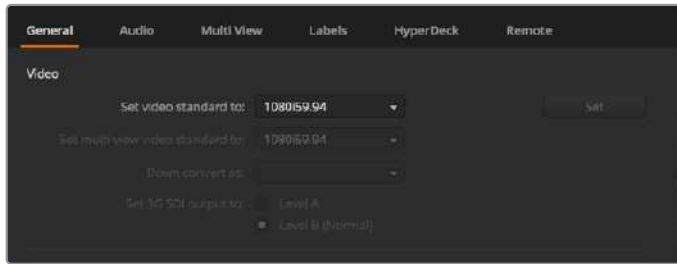 General Audio Multi View Labels HyperDeck Remote
Video
Set video standard to: 1080i59.94 Set
Set multi view video standard to: 1080i59.94
Down convert as:
Set 3G SDI output to: Level A
Level B (Normal)